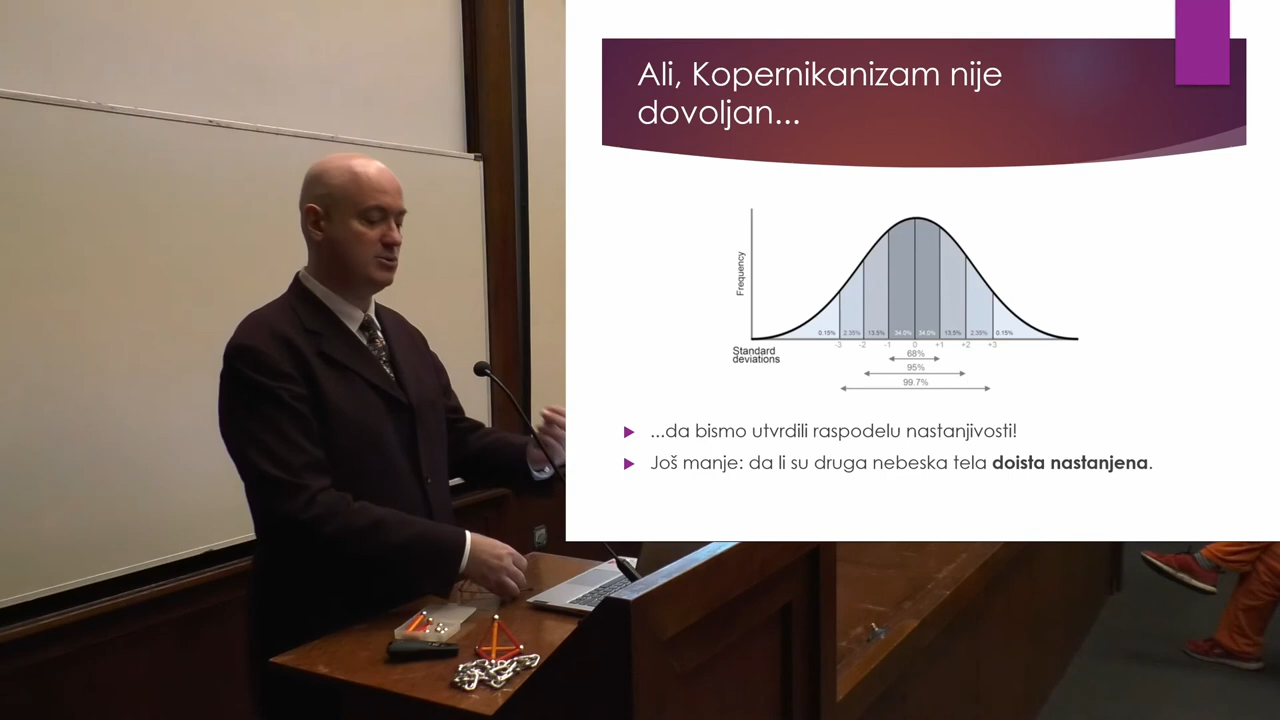 Ali, Kopernikanizam nije
dovoljan...
Frequency
0.15% 2.35% 13.5% 34.0% 34.0% 13.5% 2.35% 0.15%
-3 -2 -1 0 +1 +2 +3
Standard
deviations
68%
95%
99.7%
...da bismo utvrdili raspodelu nastanjivosti!
Još manje: da li su druga nebeska tela doista nastanjena.